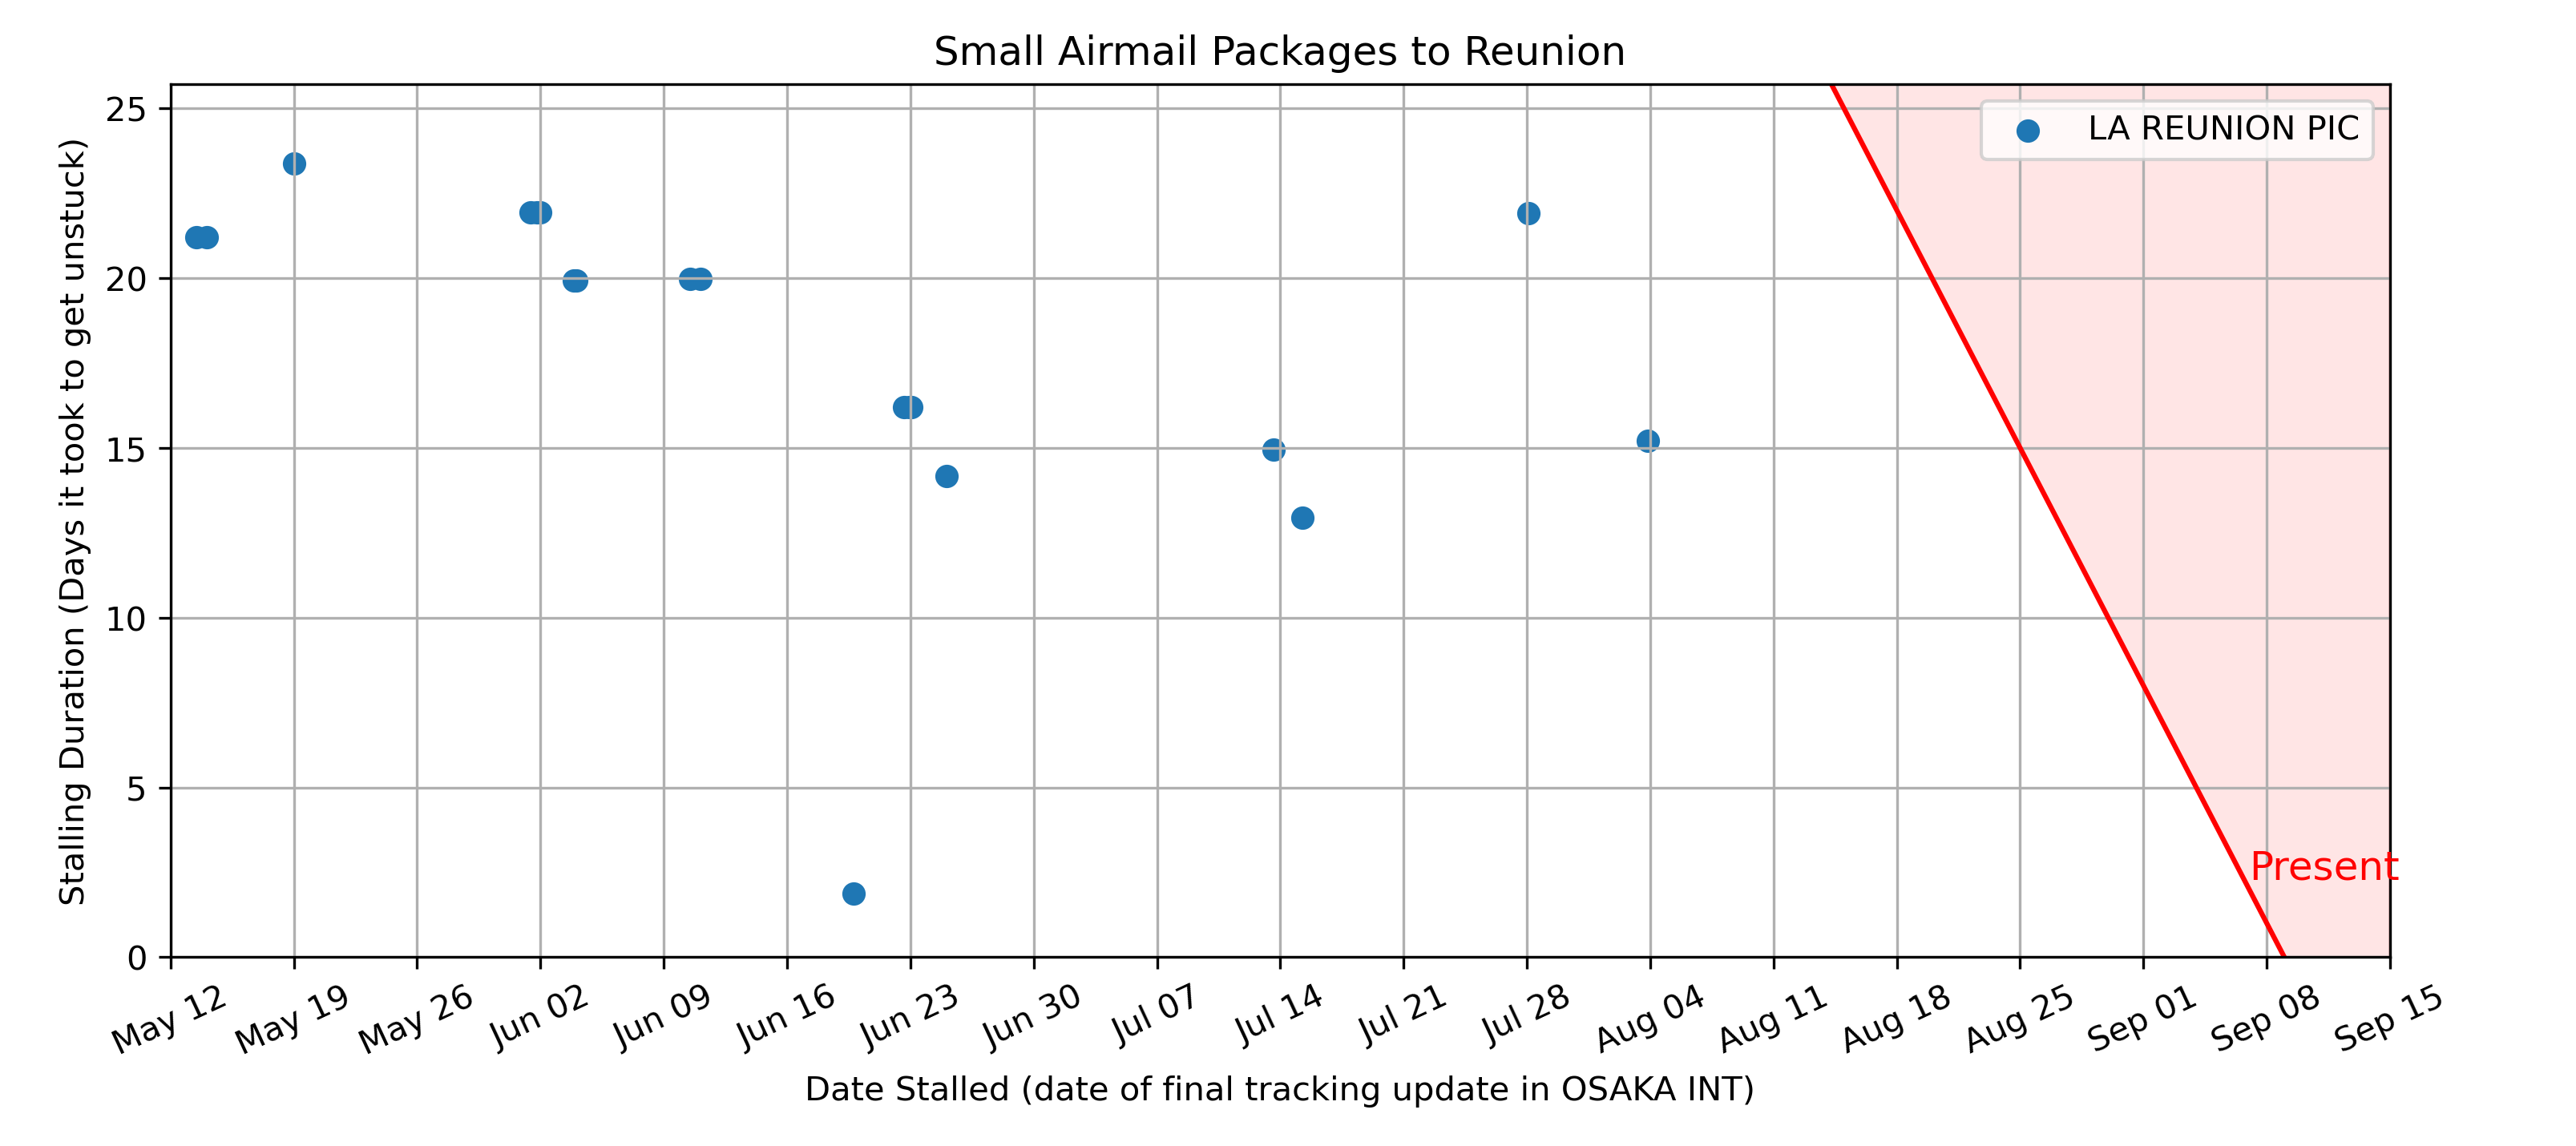 Small Airmail Packages to Reunion
LA REUNION PIC
Stalling Duration (Days it took to get unstuck)
25
20
15
10
5
0
Present
May 12
May 19
May 26
Jun 02
Jun 09
Jun 16
Jun 23
Jun 30
Jul 07
Jul 14
Jul 21
Jul 28
Aug 04
Aug 11
Aug 18
Aug 25
Sep 01
Sep 08
Sep 15
Date Stalled (date of final tracking update in OSAKA INT)